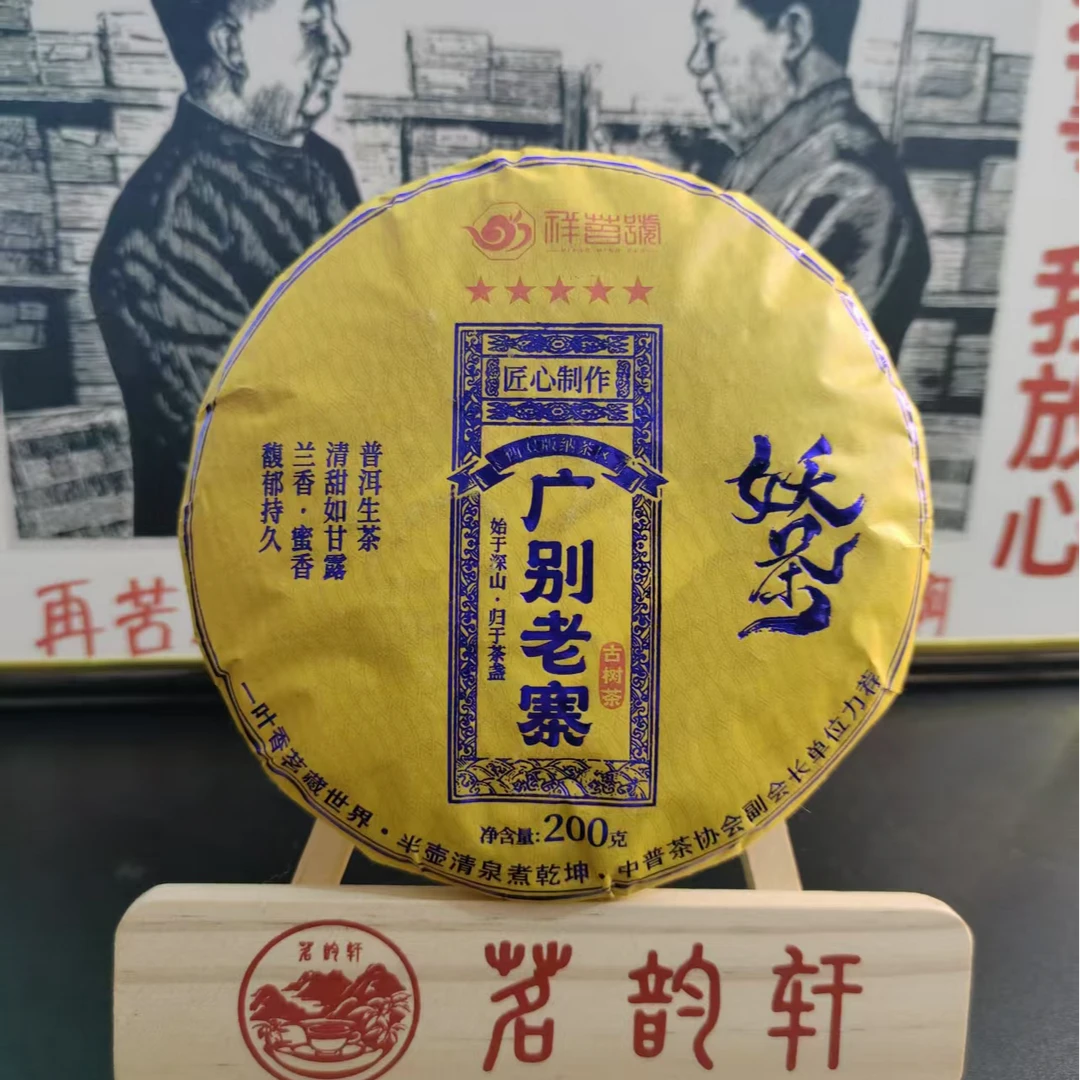 祥茗號
匠心制作
西双版纳茶区
广别老寨
始于深山·归于茶盏
古树茶
妖茶
普洱生茶
清甜如甘露
兰香·蜜香
馥郁持久
净含量:200克
一叶香茗藏世界·半壶清泉煮乾坤·中普茶协会副会长单位力荐
再苦
我放心
茗韵轩
茗韵轩